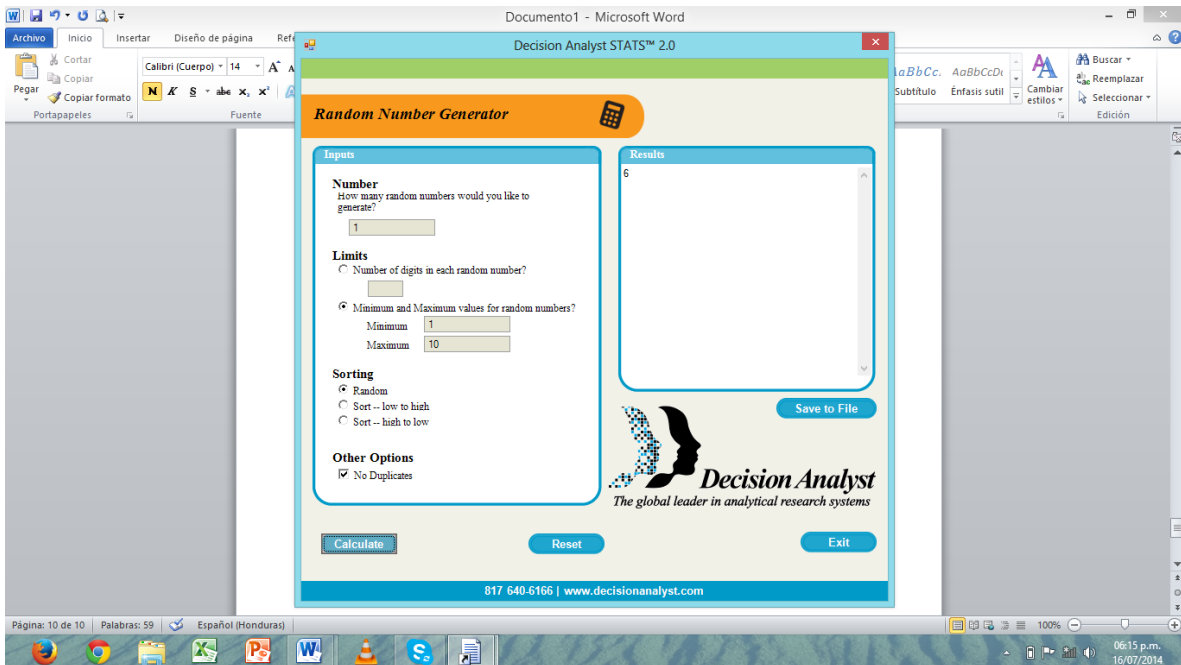 Documento1 - Microsoft Word
Archivo Inicio Insertar Diseño de página
Cortar
Copiar
Copiar formato
Pegar
Portapapeles
Calibri (Cuerpo) 14
N K S abc x, x²
Fuente
AaBbCcDc
Subtítulo Énfasis sutil
Cambiar estilos
Buscar
Reemplazar
Seleccionar
Edición
Decision Analyst STATS™ 2.0
Random Number Generator
Inputs
Number
How many random numbers would you like to
generate?
1
Limits
Number of digits in each random number?
Minimum and Maximum values for random numbers?
Minimum 1
Maximum 10
Sorting
Random
Sort -- low to high
Sort -- high to low
Other Options
No Duplicates
Results
6
Save to File
Decision Analyst
The global leader in analytical research systems
Calculate Reset Exit
817 640-6166 | www.decisionanalyst.com
Página: 10 de 10 Palabras: 59 Español (Honduras) 100%
06:15 p.m.
16/07/2014